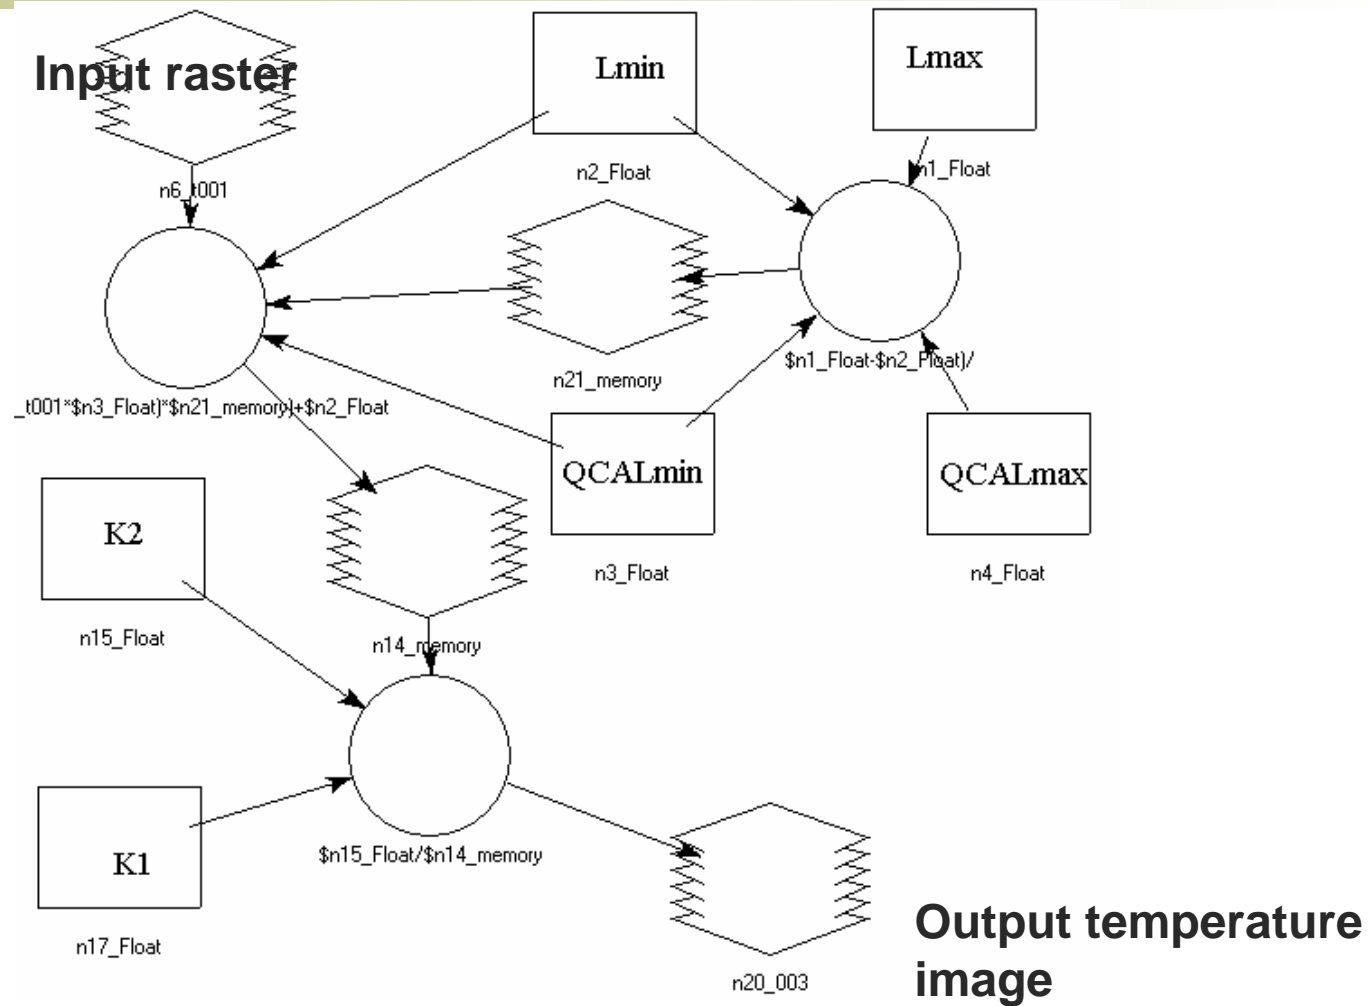 Input raster
Lmin
Lmax
n6_t001
n2_Float
n1_Float
n21_memory
$n1_Float-$n2_Float)/
_t001*$n3_Float)*$n21_memory)+$n2_Float
QCALmin
QCALmax
K2
n3_Float
n4_Float
n15_Float
n14_memory
K1
$n15_Float/$n14_memory
n17_Float
n20_003
Output temperature
image